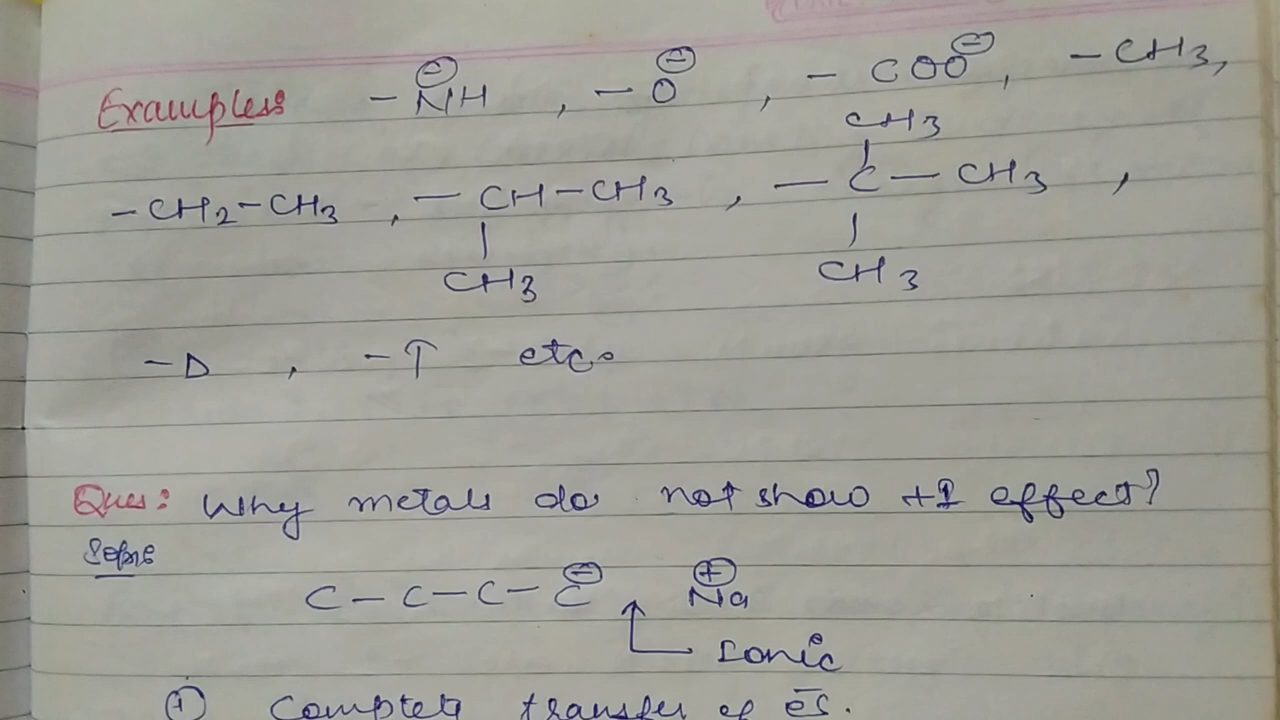 Examples: - N⊖H , - O⊖ , - COO⊖ , - CH3,
- CH2 - CH3 , - CH - CH3 , - C - CH3 ,
CH3 CH3 CH3
- D , - T etc.
Ques: Why metals do not show +I effect?
Soln:
C - C - C - C⊖ Na⊕
Ionic
① Complete transfer of ēs.